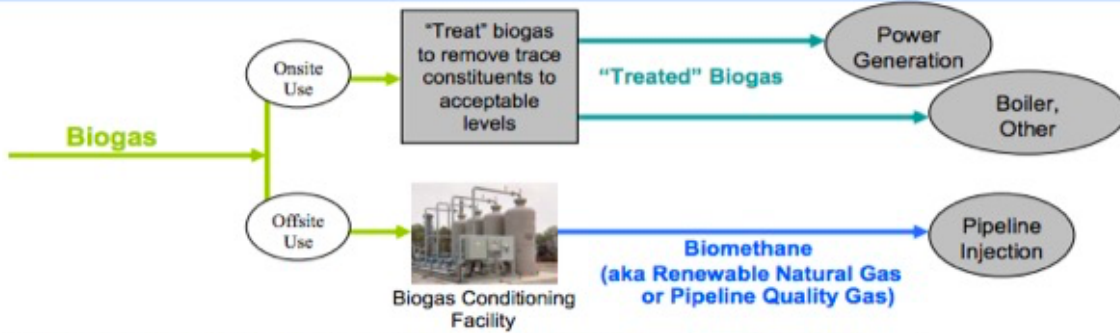 "Treat" biogas
to remove trace
constituents to
acceptable
levels
Onsite
Use
"Treated" Biogas
Power
Generation
Boiler,
Other
Biogas
Offsite
Use
Biogas Conditioning
Facility
Biomethane
(aka Renewable Natural Gas
or Pipeline Quality Gas)
Pipeline
Injection